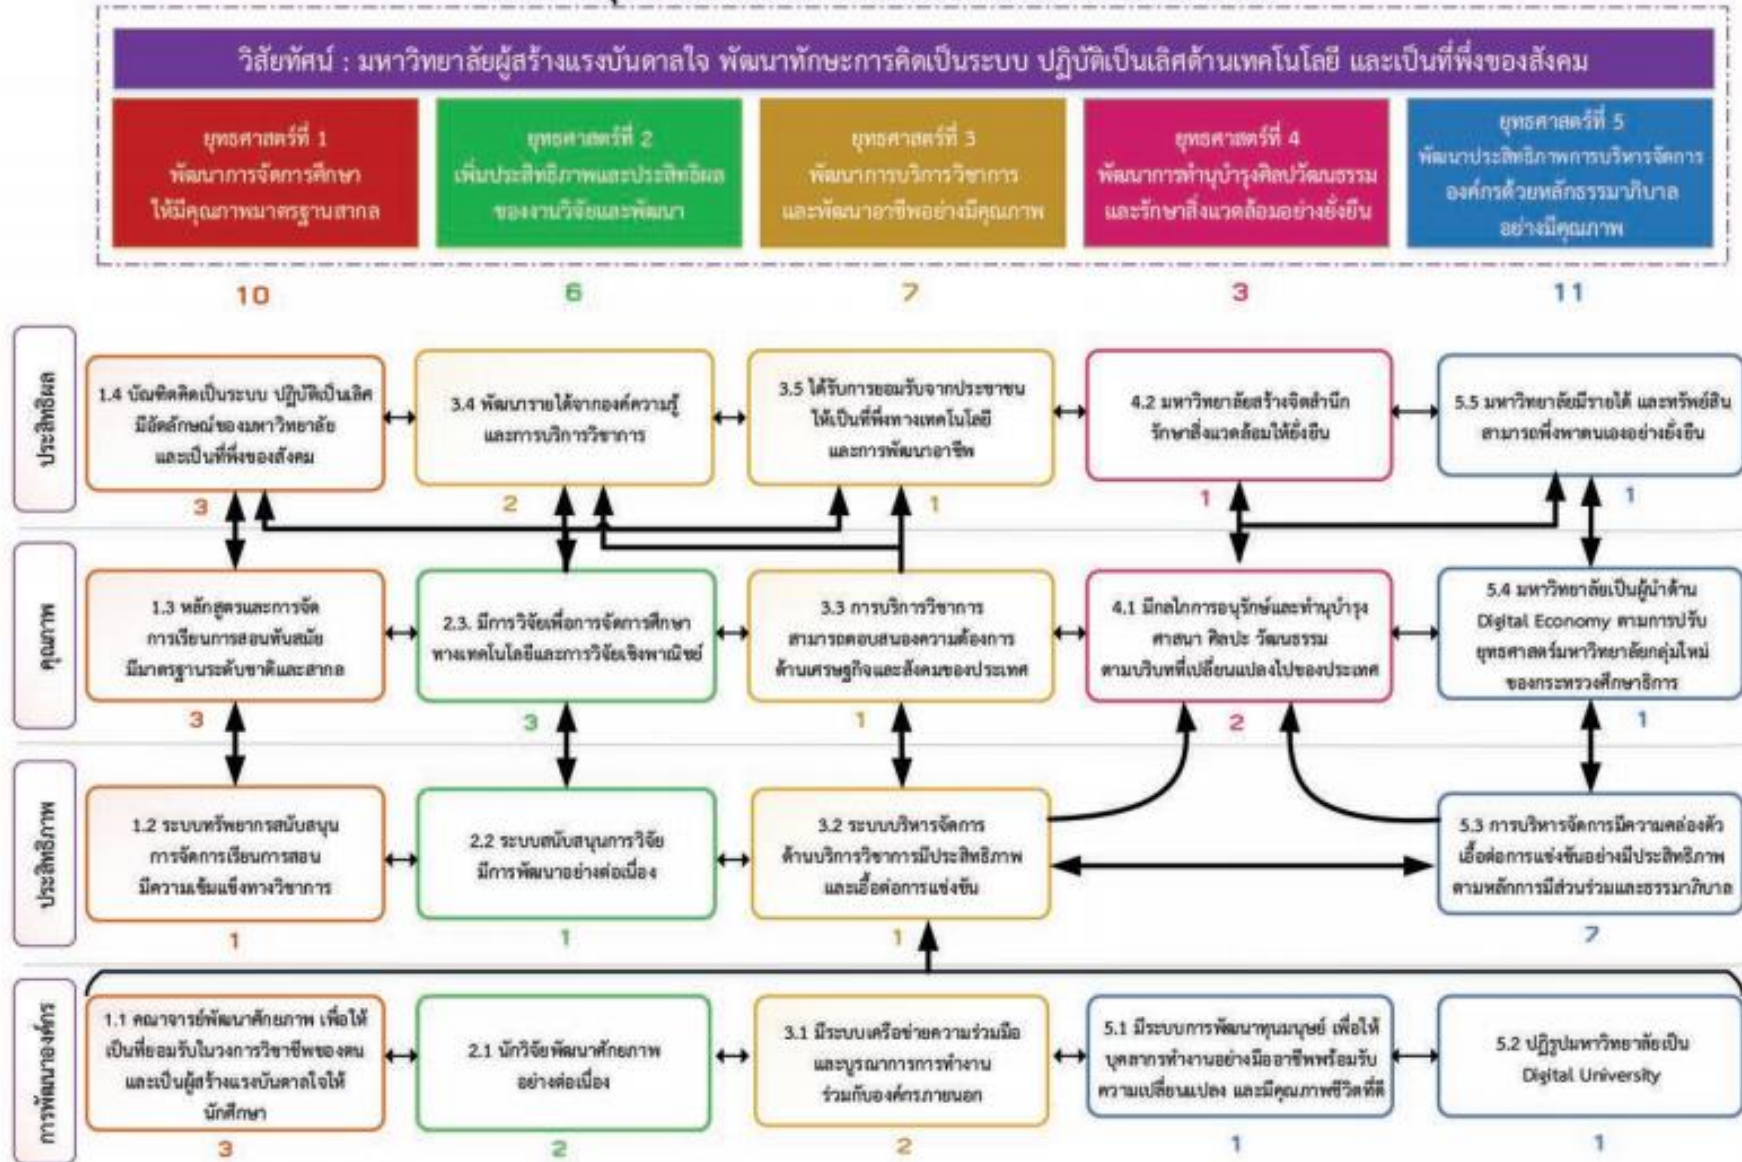 วิสัยทัศน์ : มหาวิทยาลัยผู้สร้างแรงบันดาลใจ พัฒนาทักษะการคิดเป็นระบบ ปฏิบัติเป็นเลิศด้านเทคโนโลยี และเป็นที่พึ่งของสังคม
ยุทธศาสตร์ที่ 1
พัฒนาการจัดการศึกษา
ให้มีคุณภาพมาตรฐานสากล
ยุทธศาสตร์ที่ 2
เพิ่มประสิทธิภาพและประสิทธิผล
ของงานวิจัยและพัฒนา
ยุทธศาสตร์ที่ 3
พัฒนาการบริการวิชาการ
และพัฒนาอาชีพอย่างมีคุณภาพ
ยุทธศาสตร์ที่ 4
พัฒนาการทำนุบำรุงศิลปวัฒนธรรม
และรักษาสิ่งแวดล้อมอย่างยั่งยืน
ยุทธศาสตร์ที่ 5
พัฒนาประสิทธิภาพการบริหารจัดการ
องค์กรด้วยหลักธรรมาภิบาล
อย่างมีคุณภาพ
10
6
7
3
11
ประสิทธิผล
1.4 บัณฑิตคิดเป็นระบบ ปฏิบัติเป็นเลิศ
มีอัตลักษณ์ของมหาวิทยาลัย
และเป็นที่พึ่งของสังคม
3
3.4 พัฒนารายได้จากองค์ความรู้
และการบริการวิชาการ
2
3.5 ได้รับการยอมรับจากประชาชน
ให้เป็นที่พึ่งทางเทคโนโลยี
และการพัฒนาอาชีพ
1
4.2 มหาวิทยาลัยสร้างจิตสำนึก
รักษาสิ่งแวดล้อมให้ยั่งยืน
1
5.5 มหาวิทยาลัยมีรายได้ และทรัพย์สิน
สามารถพึ่งพาตนเองอย่างยั่งยืน
1
คุณภาพ
1.3 หลักสูตรและการจัด
การเรียนการสอนทันสมัย
มีมาตรฐานระดับชาติและสากล
3
2.3. มีการวิจัยเพื่อการจัดการศึกษา
ทางเทคโนโลยีและการวิจัยเชิงพาณิชย์
3
3.3 การบริการวิชาการ
สามารถตอบสนองความต้องการ
ด้านเศรษฐกิจและสังคมของประเทศ
1
4.1 มีกลไกการอนุรักษ์และทำนุบำรุง
ศาสนา ศิลปะ วัฒนธรรม
ตามบริบทที่เปลี่ยนแปลงไปของประเทศ
2
5.4 มหาวิทยาลัยเป็นผู้นำด้าน
Digital Economy ตามการปรับ
ยุทธศาสตร์มหาวิทยาลัยกลุ่มใหม่
ของกระทรวงศึกษาธิการ
1
ประสิทธิภาพ
1.2 ระบบทรัพยากรสนับสนุน
การจัดการเรียนการสอน
มีความเข้มแข็งทางวิชาการ
1
2.2 ระบบสนับสนุนการวิจัย
มีการพัฒนาอย่างต่อเนื่อง
1
3.2 ระบบบริหารจัดการ
ด้านบริการวิชาการมีประสิทธิภาพ
และเอื้อต่อการแข่งขัน
1
5.3 การบริหารจัดการมีความคล่องตัว
เอื้อต่อการแข่งขันอย่างมีประสิทธิภาพ
ตามหลักการมีส่วนร่วมและธรรมาภิบาล
7
การพัฒนาองค์กร
1.1 คณาจารย์พัฒนาศักยภาพ เพื่อให้
เป็นที่ยอมรับในวงการวิชาชีพของตน
และเป็นผู้สร้างแรงบันดาลใจให้
นักศึกษา
3
2.1 นักวิจัยพัฒนาศักยภาพ
อย่างต่อเนื่อง
2
3.1 มีระบบเครือข่ายความร่วมมือ
และบูรณาการการทำงาน
ร่วมกับองค์กรภายนอก
2
5.1 มีระบบการพัฒนาทุนมนุษย์ เพื่อให้
บุคลากรทำงานอย่างมืออาชีพพร้อมรับ
ความเปลี่ยนแปลง และมีคุณภาพชีวิตที่ดี
1
5.2 ปฏิรูปมหาวิทยาลัยเป็น
Digital University
1